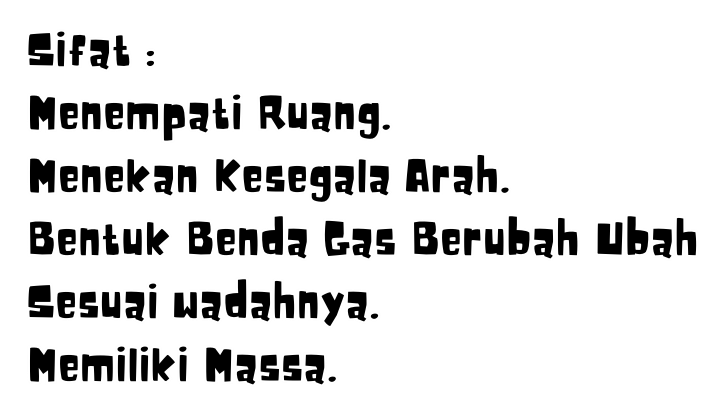 Sifat :
Menempati Ruang.
Menekan Kesegala Arah.
Bentuk Benda Gas Berubah Ubah
Sesuai wadahnya.
Memiliki Massa.